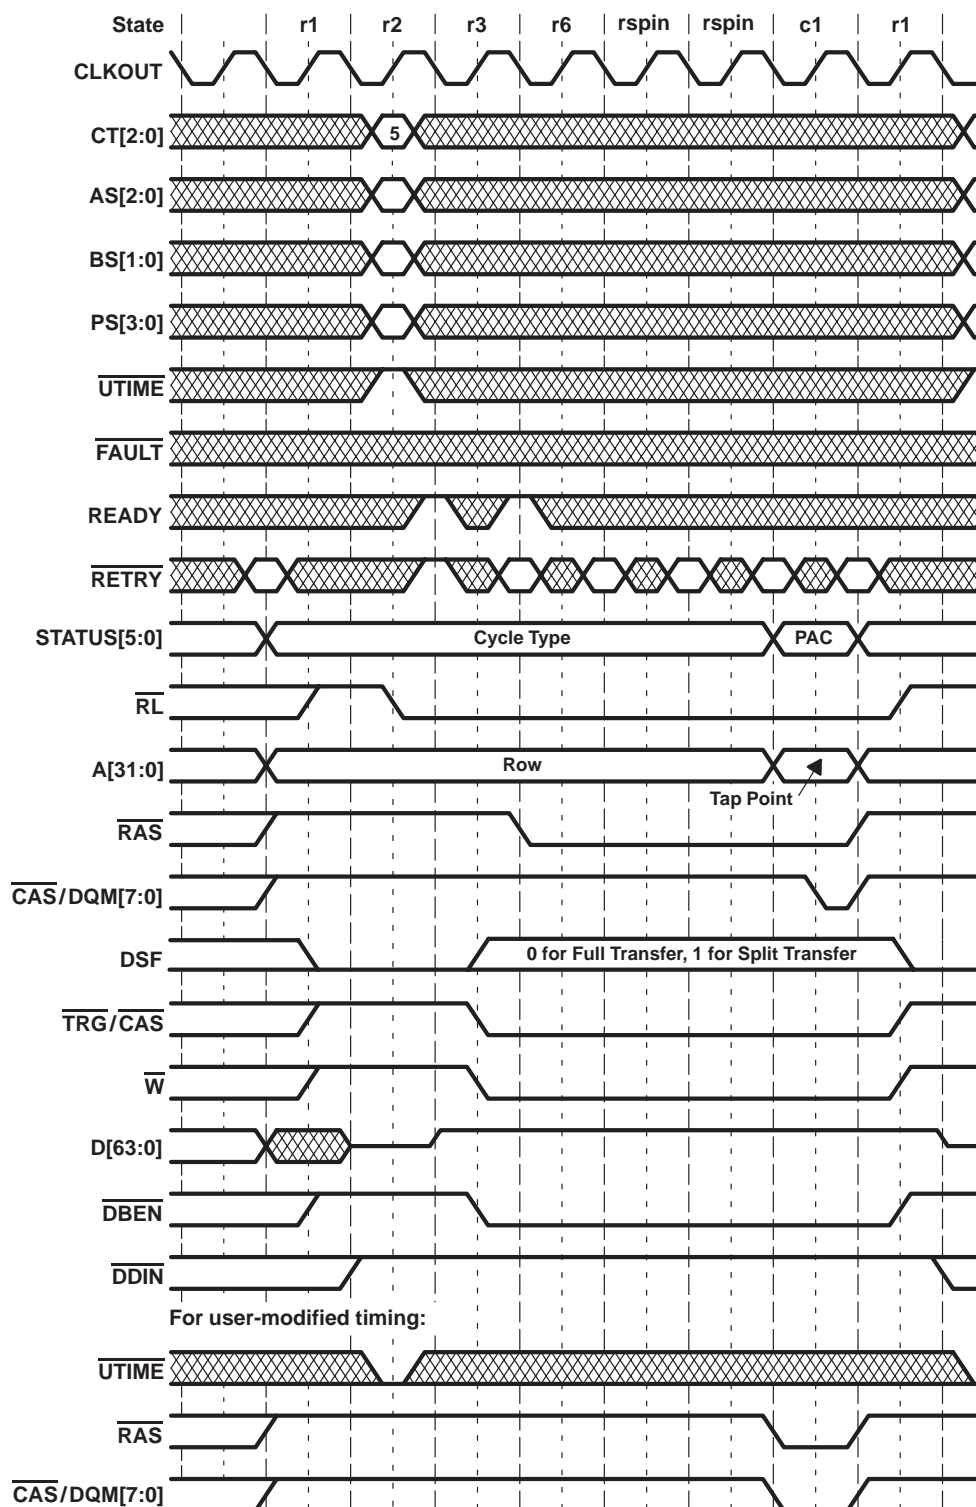 State r1 r2 r3 r6 rspin rspin c1 r1
CLKOUT
CT[2:0] 5
AS[2:0]
BS[1:0]
PS[3:0]
UTIME
FAULT
READY
RETRY
STATUS[5:0] Cycle Type PAC
RL
A[31:0] Row
Tap Point
RAS
CAS/DQM[7:0]
DSF 0 for Full Transfer, 1 for Split Transfer
TRG/CAS
W
D[63:0]
DBEN
DDIN
For user-modified timing:
UTIME
RAS
CAS/DQM[7:0]